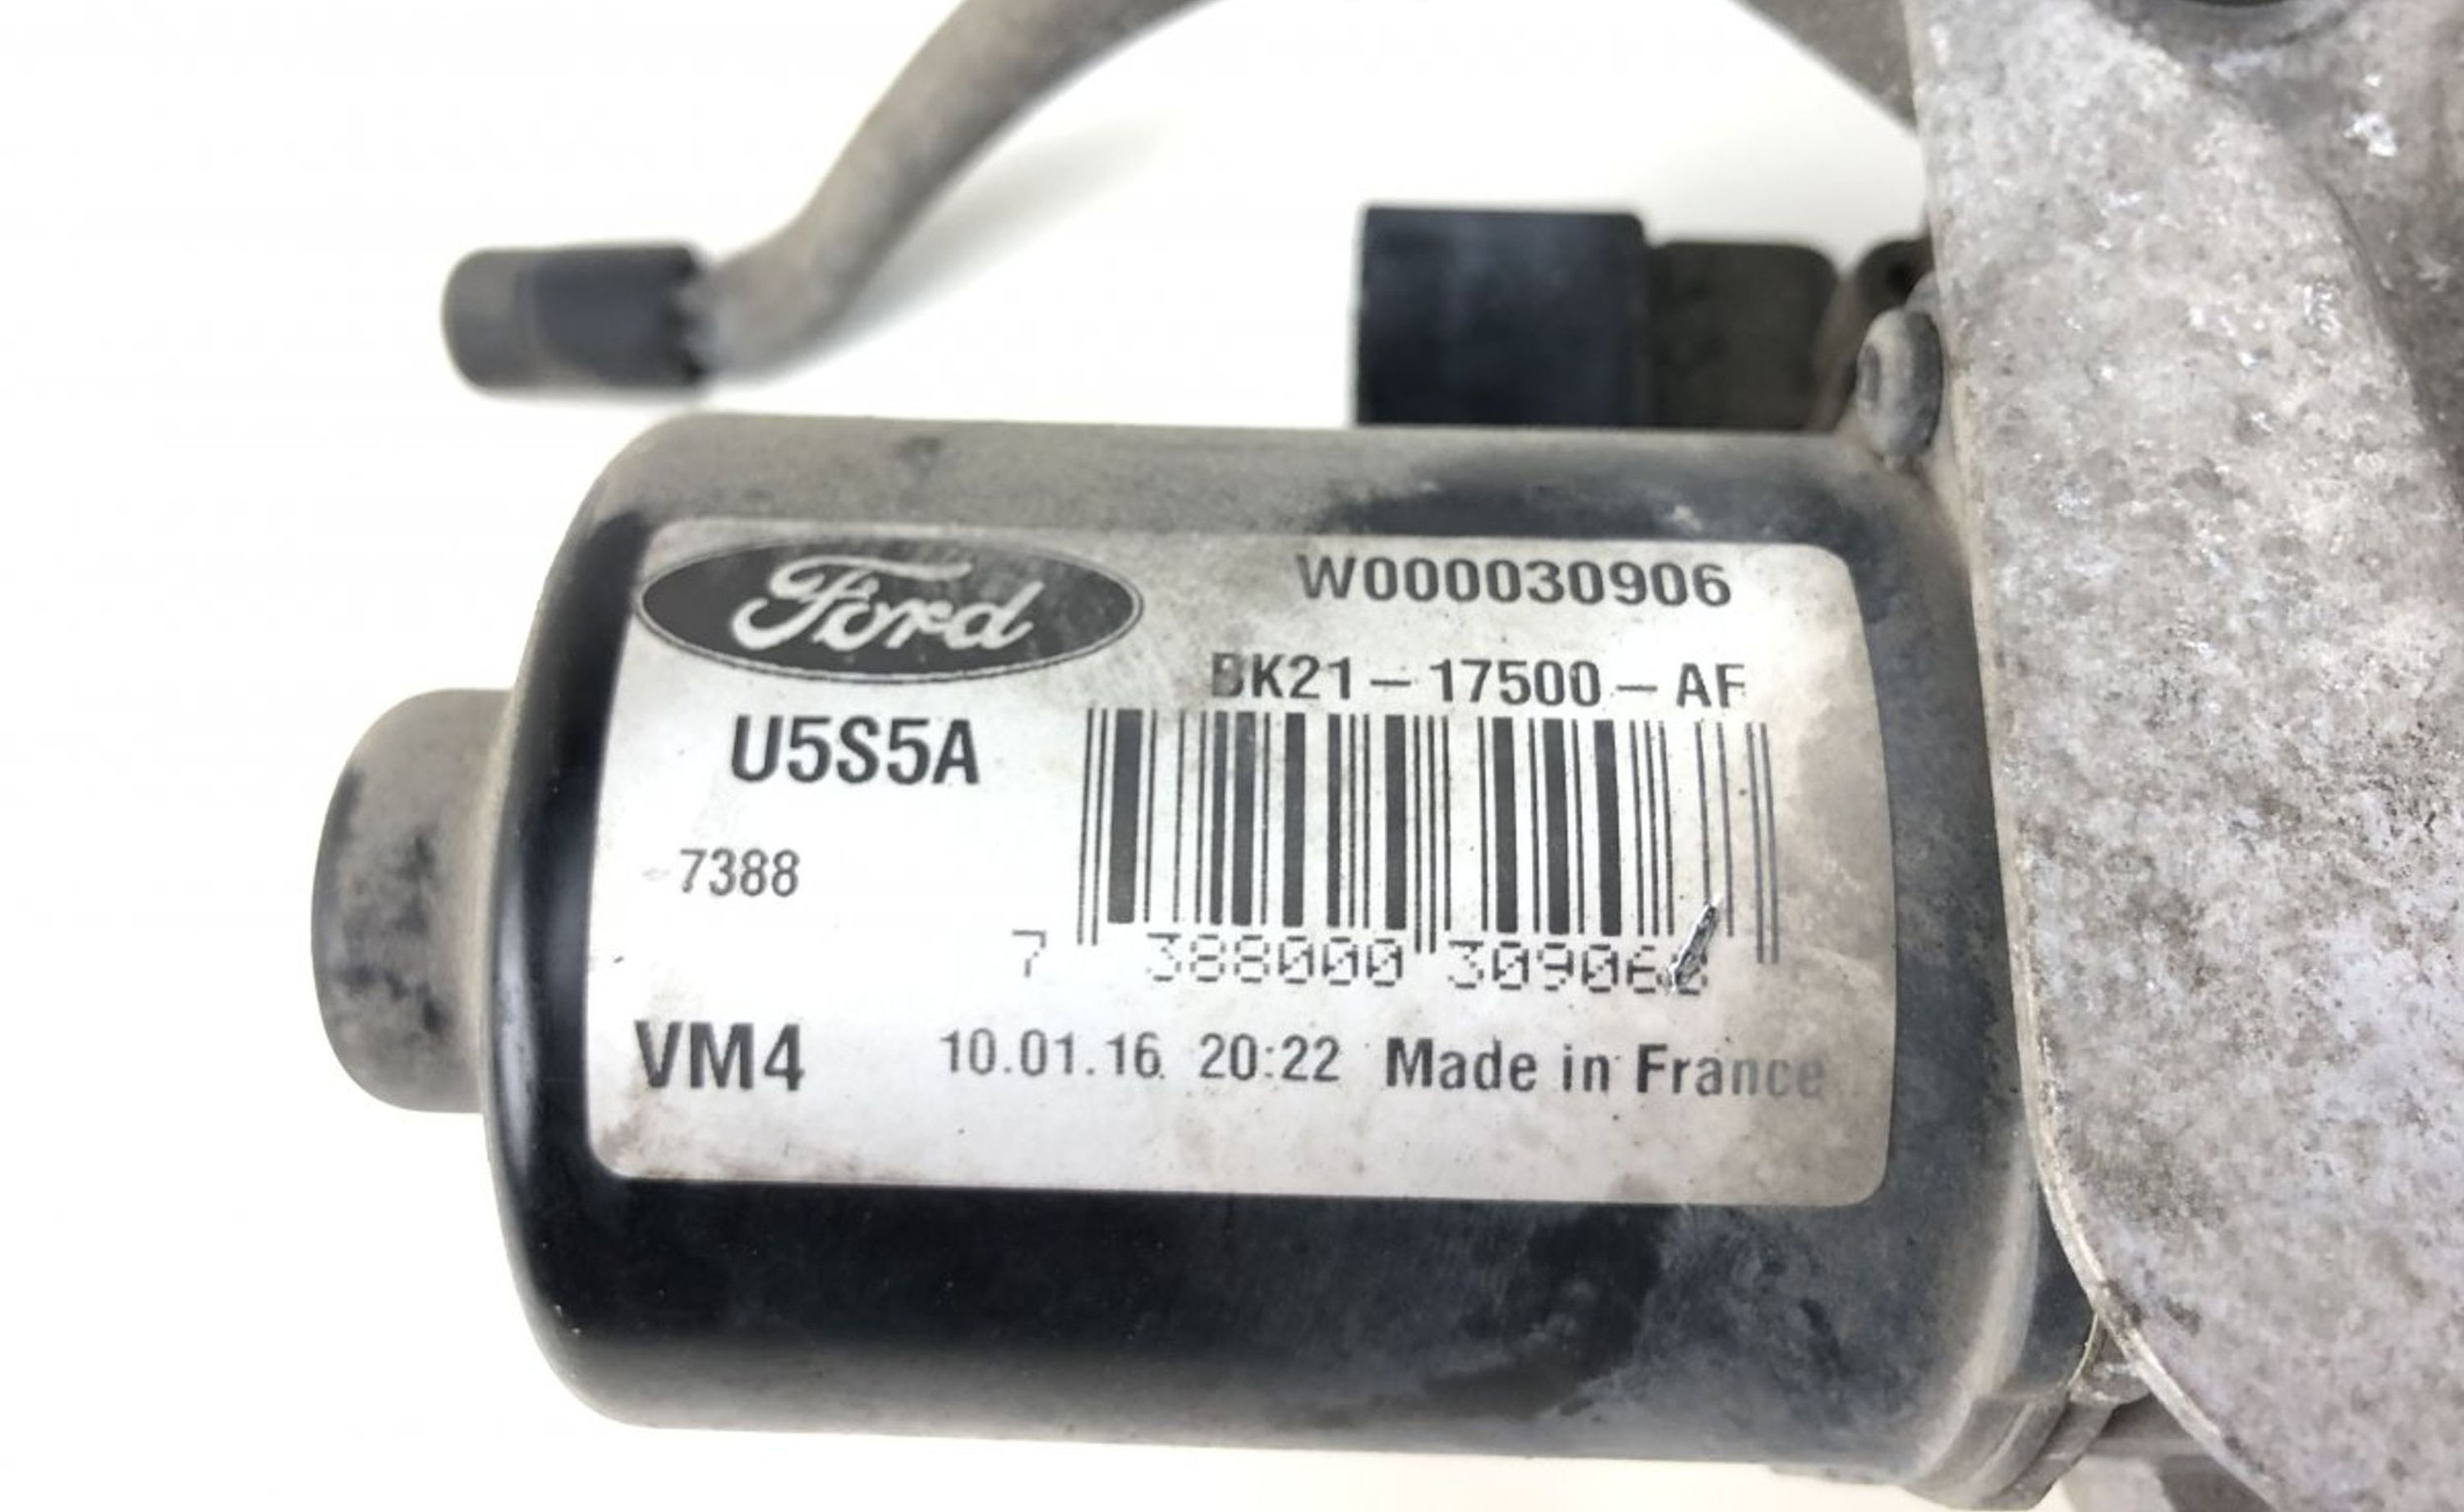 Ford
W000030906
BK21-17500-AF
U5S5A
7388
7 388000 30906
VM4
10.01.16 20:22 Made in France